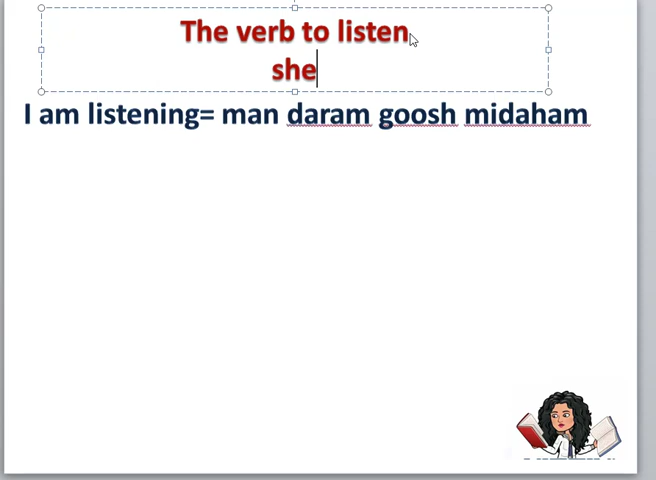 The verb to listen
she
I am listening= man daram goosh midaham